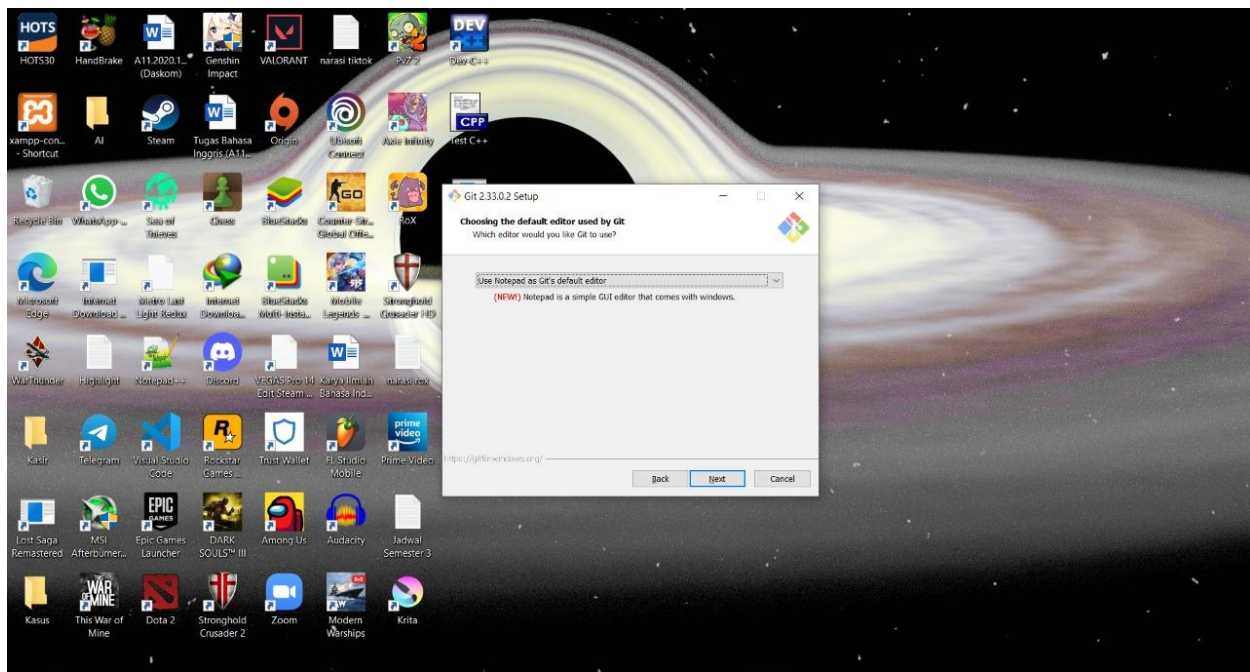 HOTS
HOTS30
HandBrake
A11.2020.1...
(Daskom)
Genshin
Impact
VALORANT
narasi tiktok
PvZ 2
DEV
C++
Dev-C++
xampp-con...
- Shortcut
AI
Steam
Tugas Bahasa
Inggris (A11...
Origin
Ubisoft
Connect
Axie Infinity
DEV
CPP
Test C++
Recycle Bin
WhatsApp ...
Sea of
Thieves
Chess
BlueStacks
GO
Counter-Str...
Global Offe...
RoX
Microsoft
Edge
Internet
Download ...
Metro Last
Light Redux
Internet
Downloa...
BlueStacks
Multi-Insta...
Mobile
Legends ...
Stronghold
Crusader HD
WarThunder
Highlight
Notepad++
Discord
VEGAS Pro 14
Edit Steam ...
Karya Ilmiah
Bahasa Ind...
narasi rox
Kasir
Telegram
Visual Studio
Code
Rockstar
Games ...
Trust Wallet
FL Studio
Mobile
prime
video
Prime Video
Lost Saga
Remastered
MSI
Afterburner...
EPIC
GAMES
Epic Games
Launcher
DARK
SOULS™ III
Among Us
Audacity
Jadwal
Semester 3
Kasus
This War of
Mine
Dota 2
Stronghold
Crusader 2
Zoom
Modern
Warships
Krita
Git 2.33.0.2 Setup
Choosing the default editor used by Git
Which editor would you like Git to use?
Use Notepad as Git's default editor
(NEW!) Notepad is a simple GUI editor that comes with windows.
https://gitforwindows.org/
Back
Next
Cancel